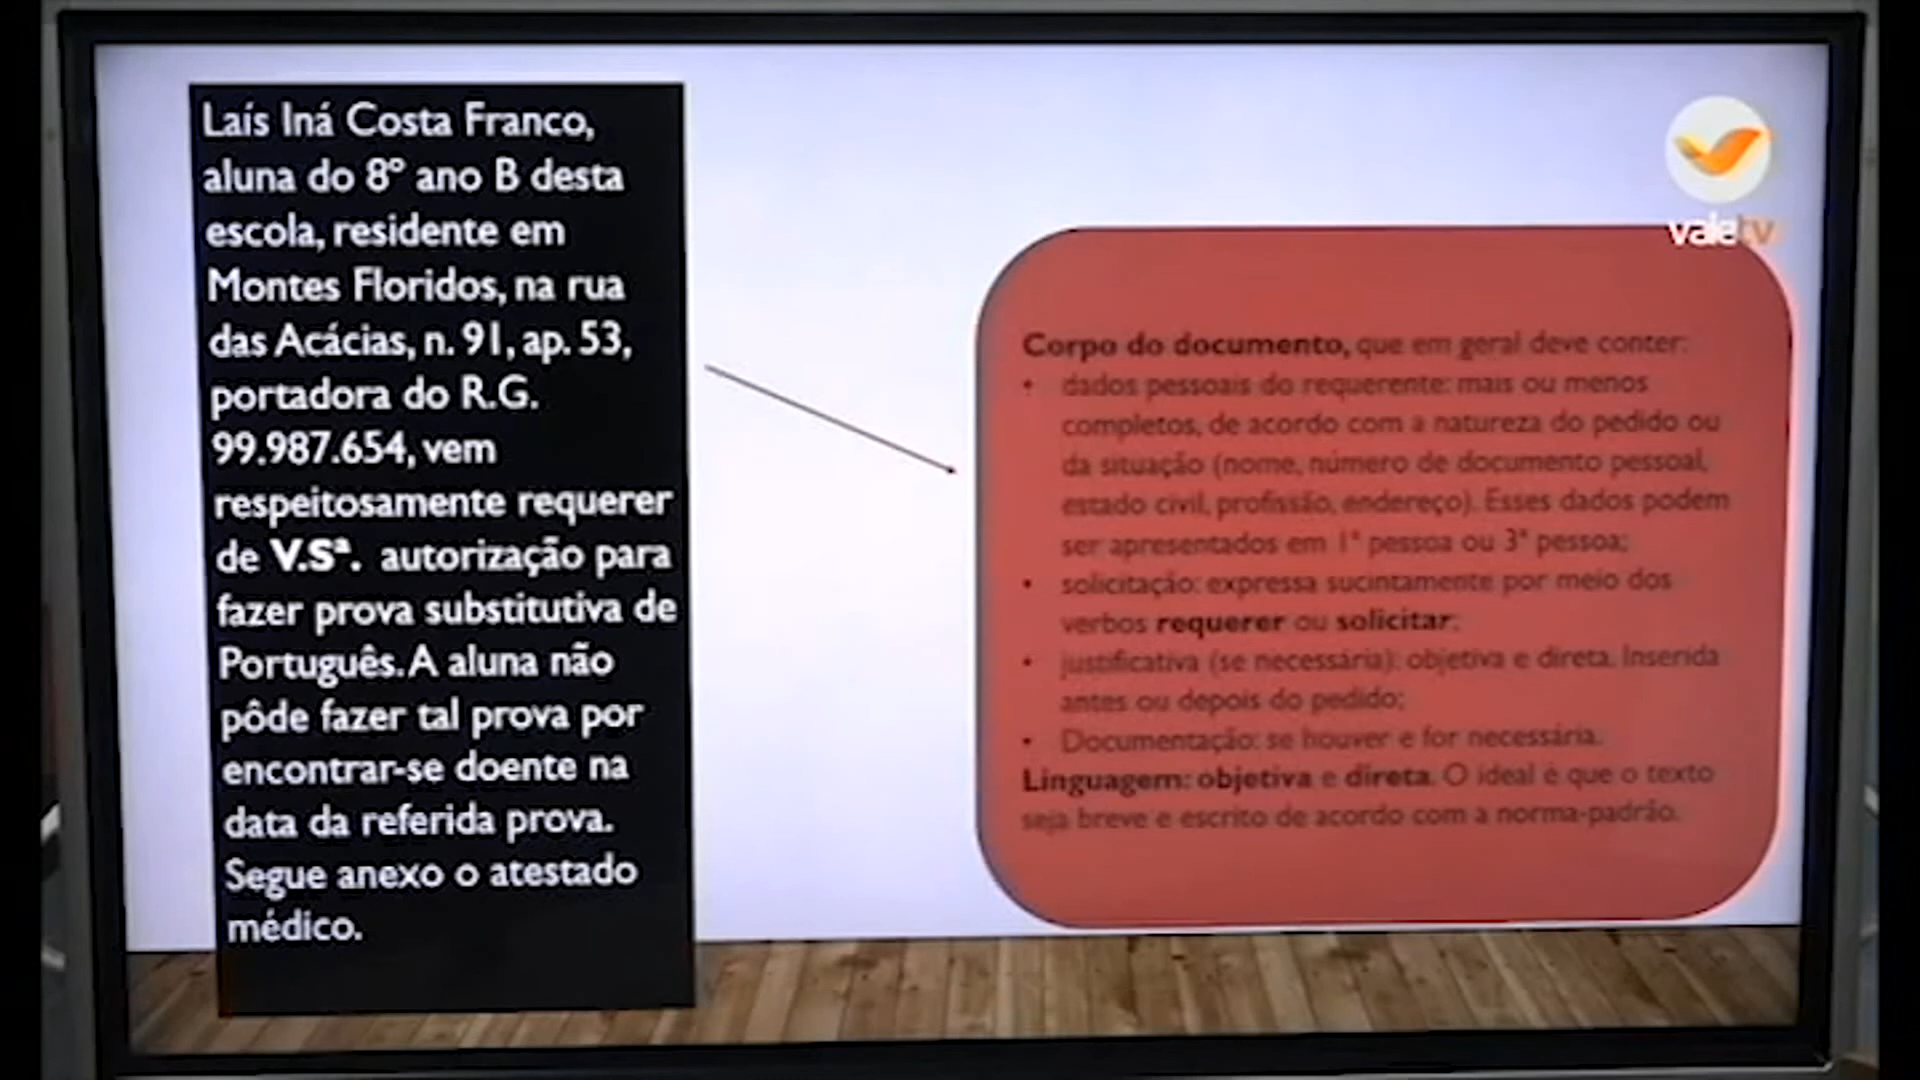 Laís Iná Costa Franco,
aluna do 8º ano B desta
escola, residente em
Montes Floridos, na rua
das Acácias, n. 91, ap. 53,
portadora do R.G.
99.987.654, vem
respeitosamente requerer
de V.Sª. autorização para
fazer prova substitutiva de
Português. A aluna não
pôde fazer tal prova por
encontrar-se doente na
data da referida prova.
Segue anexo o atestado
médico.
valetv
Corpo do documento, que em geral deve conter:
• dados pessoais do requerente: mais ou menos
completos, de acordo com a natureza do pedido ou
da situação (nome, número de documento pessoal,
estado civil, profissão, endereço). Esses dados podem
ser apresentados em 1ª pessoa ou 3ª pessoa;
• solicitação: expressa sucintamente por meio dos
verbos requerer ou solicitar;
• justificativa (se necessária): objetiva e direta. Inserida
antes ou depois do pedido;
• Documentação: se houver e for necessária.
Linguagem: objetiva e direta. O ideal é que o texto
seja breve e escrito de acordo com a norma-padrão.